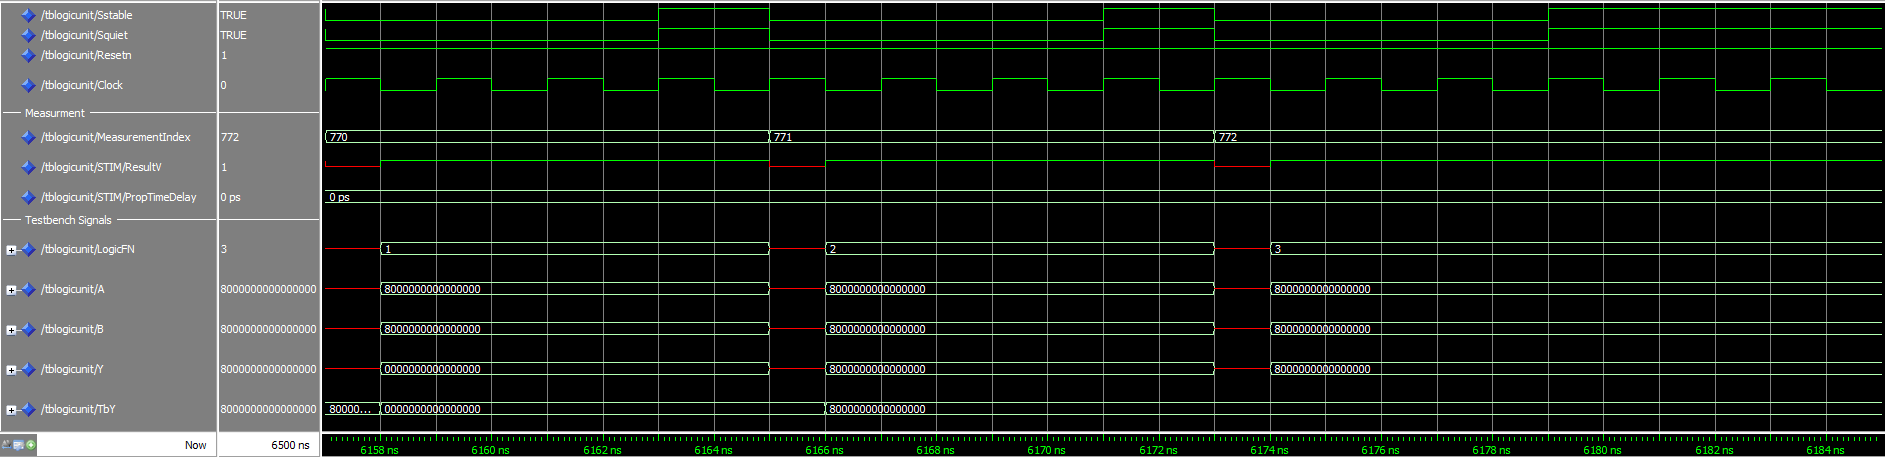 /tblogicunit/Sstable TRUE
/tblogicunit/Squiet TRUE
/tblogicunit/Resetn 1
/tblogicunit/Clock 0
Measurment
/tblogicunit/MeasurementIndex 772 770 771 772
/tblogicunit/STIM/ResultV 1
/tblogicunit/STIM/PropTimeDelay 0 ps 0 ps
Testbench Signals
/tblogicunit/LogicFN 3 1 2 3
/tblogicunit/A 8000000000000000 8000000000000000 8000000000000000 8000000000000000
/tblogicunit/B 8000000000000000 8000000000000000 8000000000000000 8000000000000000
/tblogicunit/Y 8000000000000000 0000000000000000 8000000000000000 8000000000000000
/tblogicunit/TbY 8000000000000000 80000... 0000000000000000 8000000000000000
Now 6500 ns 6158 ns 6160 ns 6162 ns 6164 ns 6166 ns 6168 ns 6170 ns 6172 ns 6174 ns 6176 ns 6178 ns 6180 ns 6182 ns 6184 ns